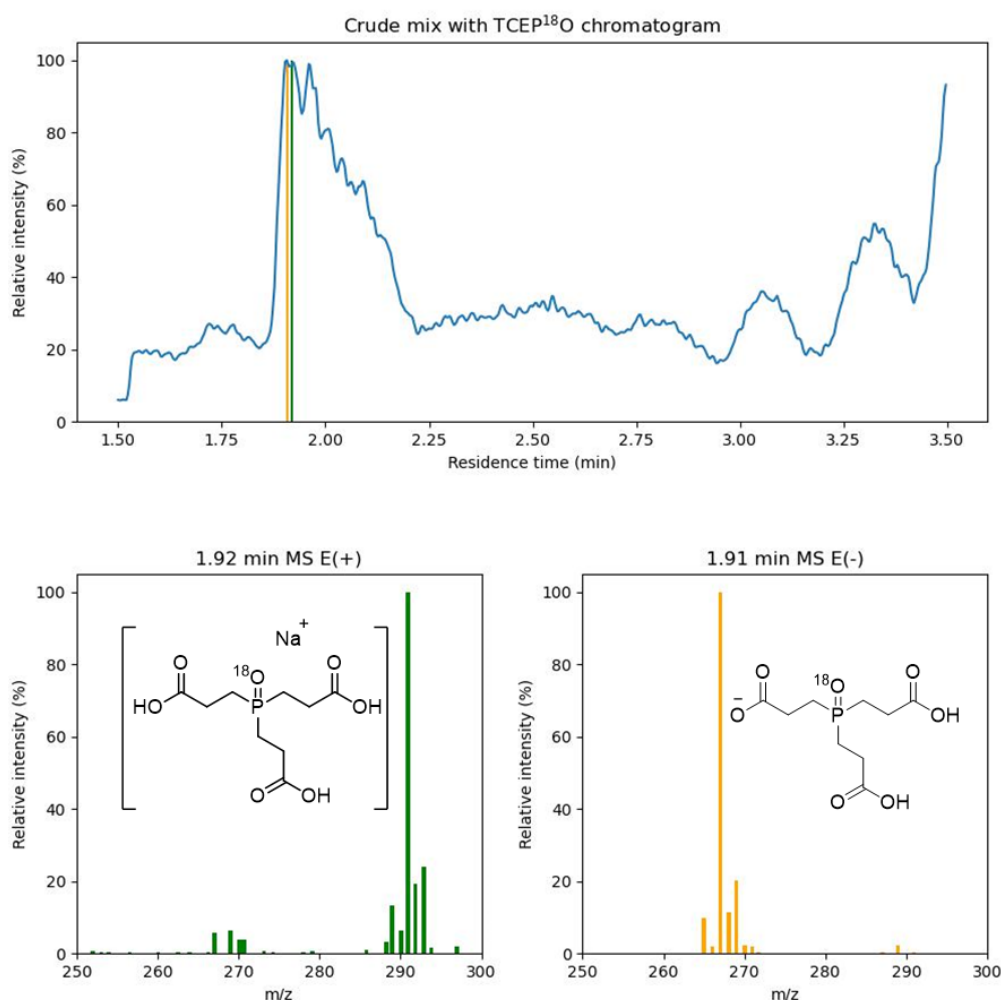 Crude mix with TCEP¹⁸O chromatogram
100
80
60
40
20
0
Relative intensity (%)
1.50 1.75 2.00 2.25 2.50 2.75 3.00 3.25 3.50
Residence time (min)
1.92 min MS E(+)
100
80
60
40
20
0
Relative intensity (%)
Na⁺
O ¹⁸O O
HO P OH
O OH
250 260 270 280 290 300
m/z
1.91 min MS E(-)
100
80
60
40
20
0
Relative intensity (%)
O ¹⁸O O
⁻O P OH
O OH
250 260 270 280 290 300
m/z